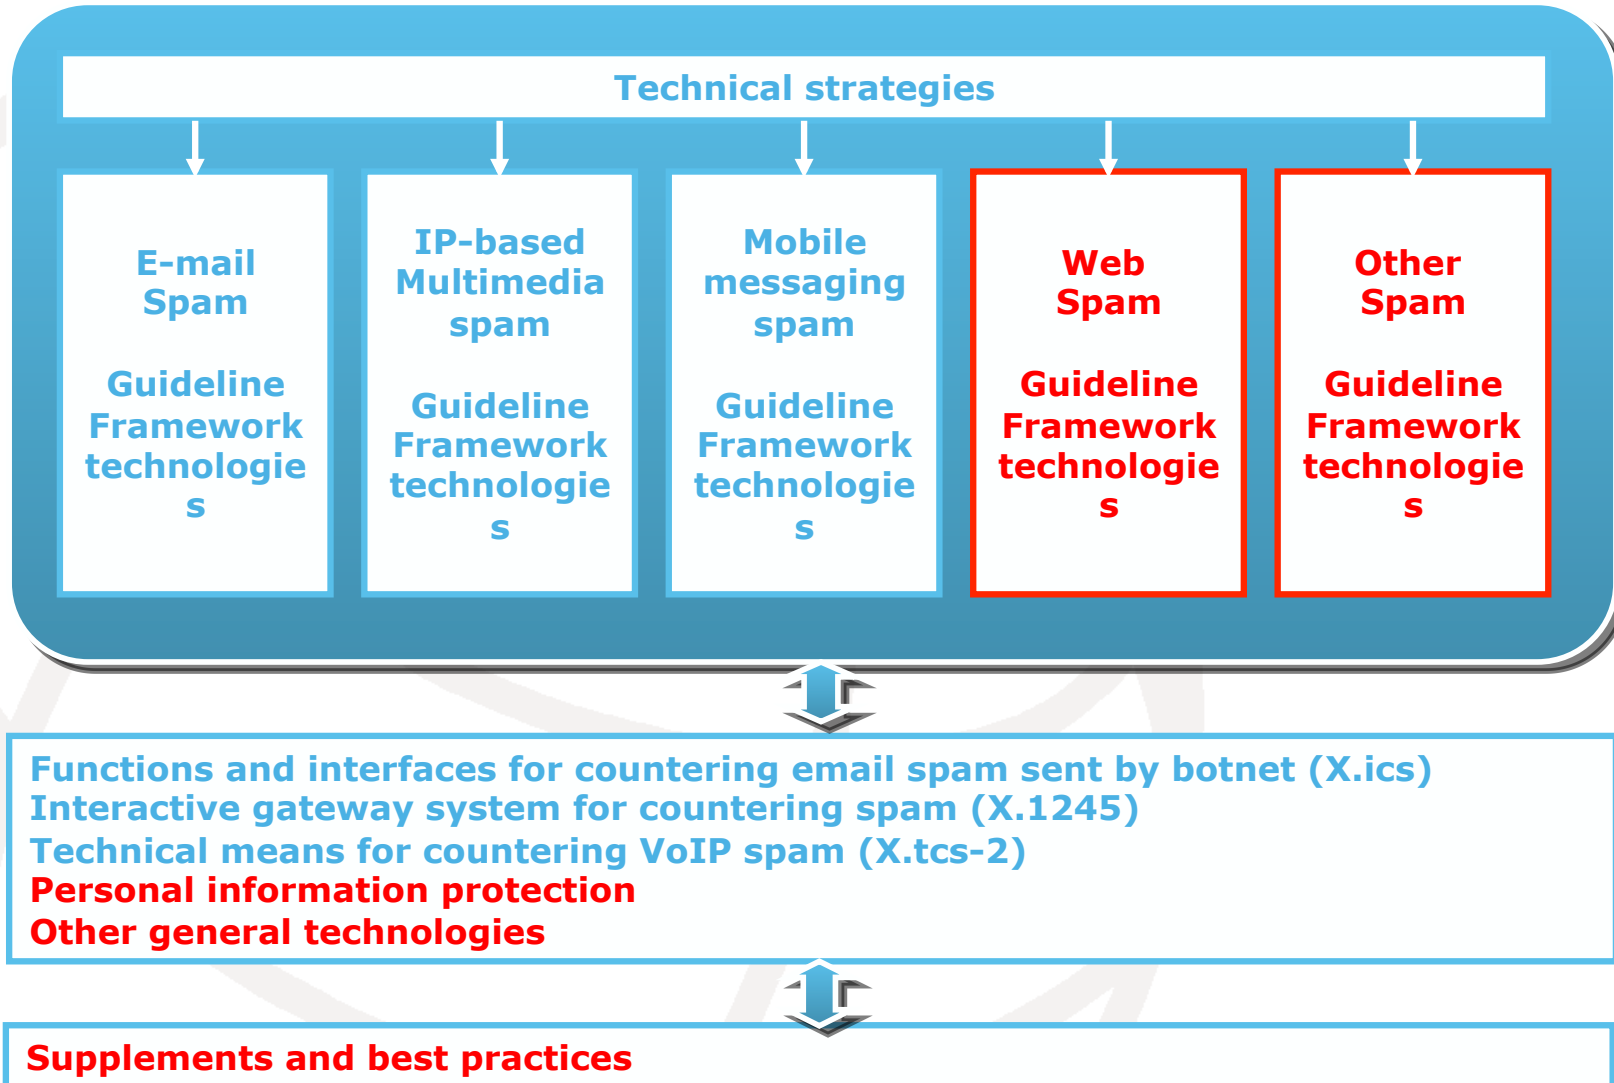 Technical strategies
E-mail
Spam
Guideline
Framework
technologie
s
IP-based
Multimedia
spam
Guideline
Framework
technologie
s
Mobile
messaging
spam
Guideline
Framework
technologie
s
Web
Spam
Guideline
Framework
technologie
s
Other
Spam
Guideline
Framework
technologie
s
Functions and interfaces for countering email spam sent by botnet (X.ics)
Interactive gateway system for countering spam (X.1245)
Technical means for countering VoIP spam (X.tcs-2)
Personal information protection
Other general technologies
Supplements and best practices